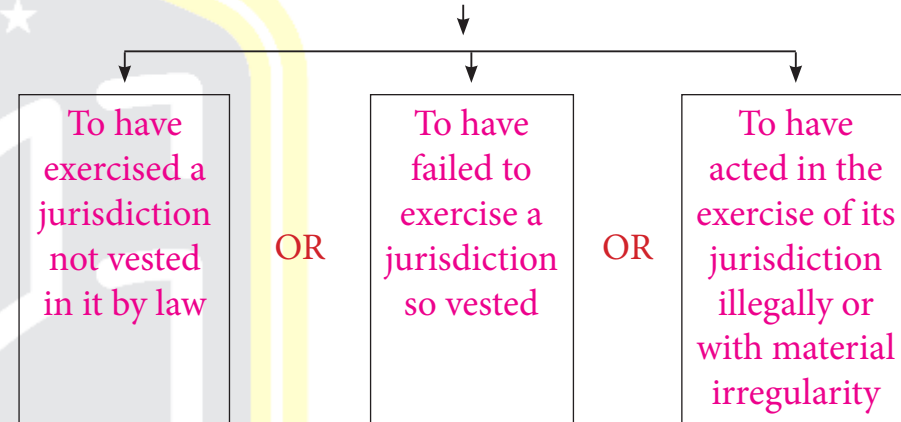 To have
exercised a
jurisdiction
not vested
in it by law
OR
To have
failed to
exercise a
jurisdiction
so vested
OR
To have
acted in the
exercise of its
jurisdiction
illegally or
with material
irregularity